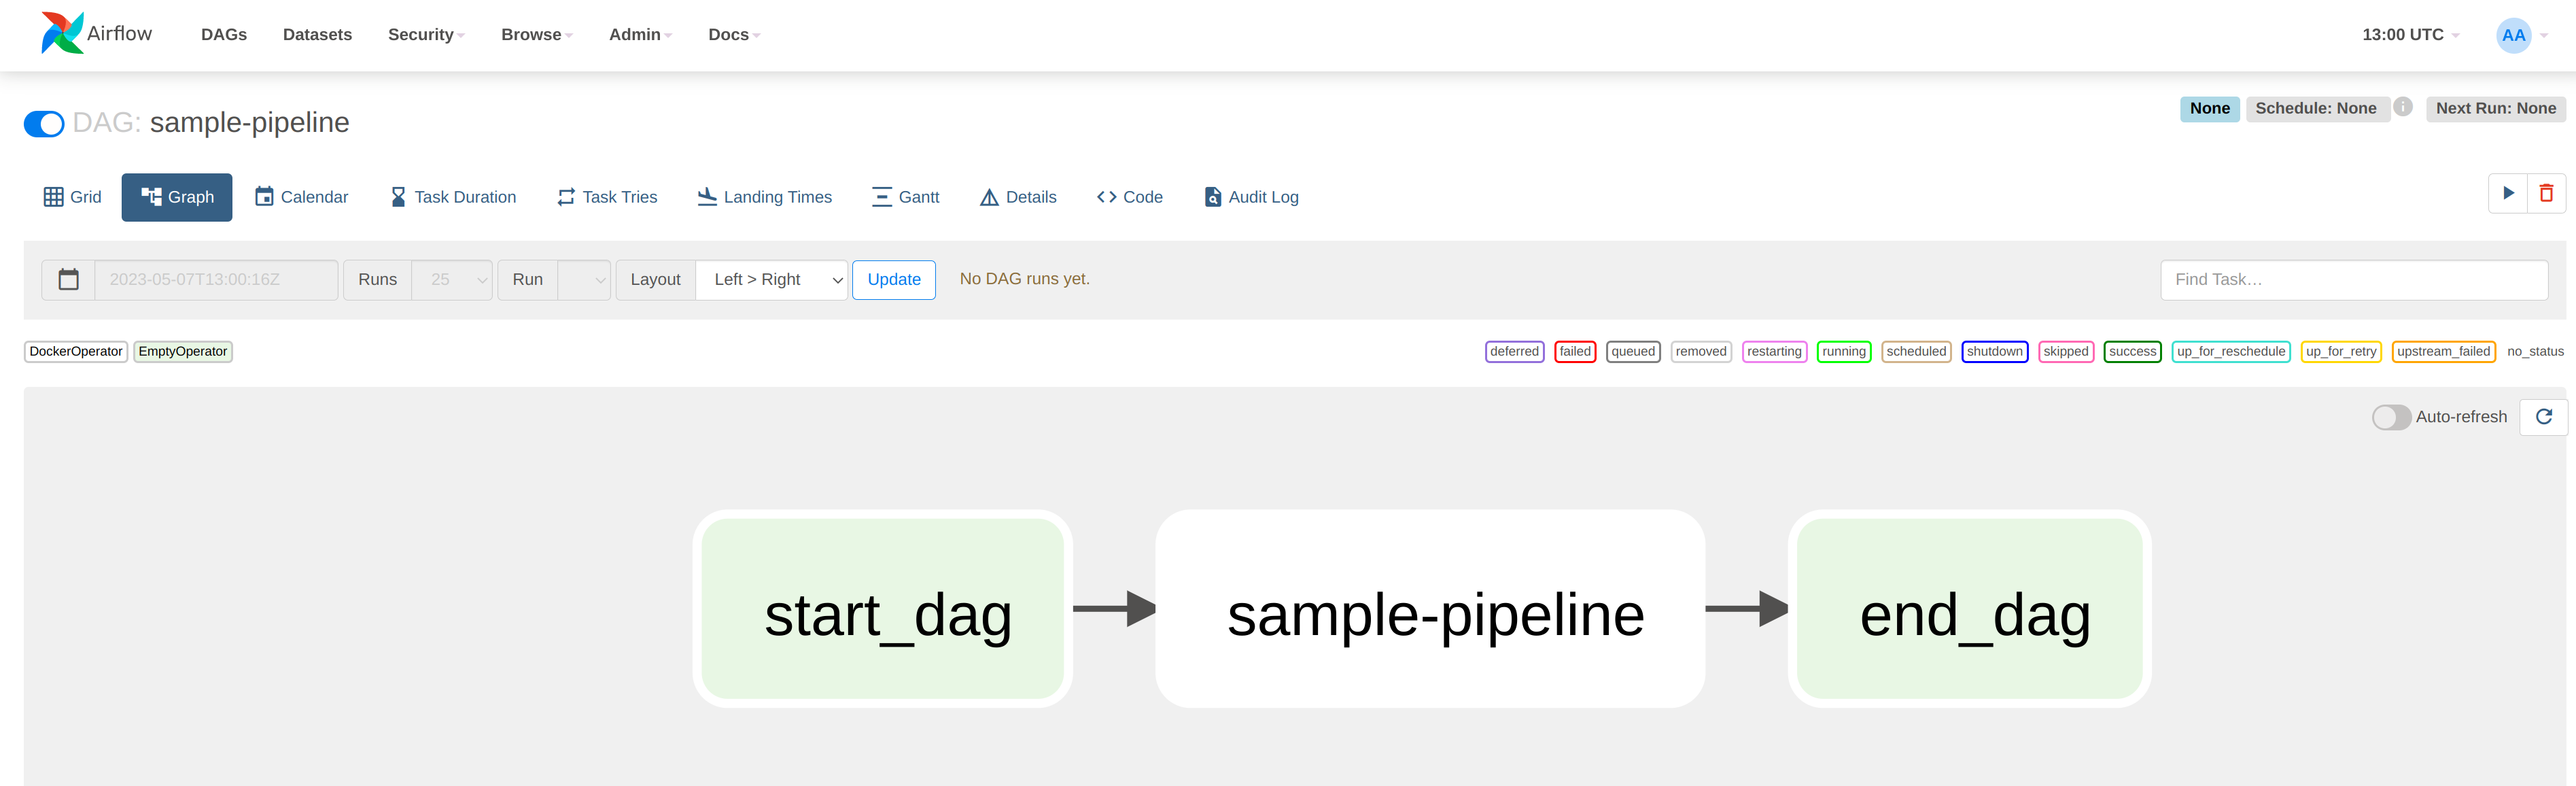 Airflow DAGs Datasets Security Browse Admin Docs 13:00 UTC AA
DAG: sample-pipeline None Schedule: None i Next Run: None
Grid Graph Calendar Task Duration Task Tries Landing Times Gantt Details Code Audit Log
2023-05-07T13:00:16Z Runs 25 Run Layout Left > Right Update No DAG runs yet. Find Task…
DockerOperator EmptyOperator deferred failed queued removed restarting running scheduled shutdown skipped success up_for_reschedule up_for_retry upstream_failed no_status
Auto-refresh
start_dag sample-pipeline end_dag